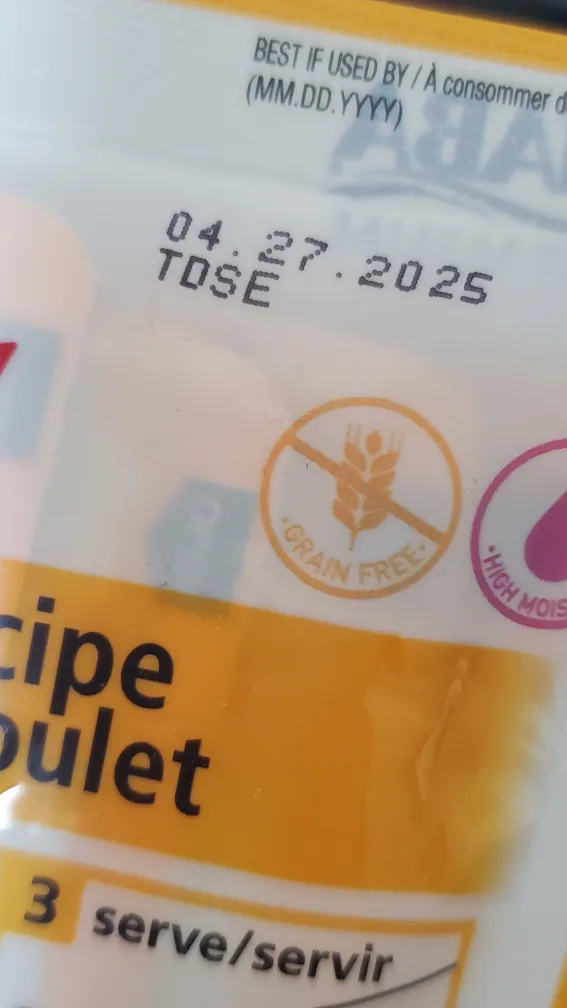 BEST IF USED BY / À consommer
(MM.DD.YYYY)
04.27.2025
TDSE
·GRAIN FREE·
·HIGH
cipe
oulet
3 serve/servir